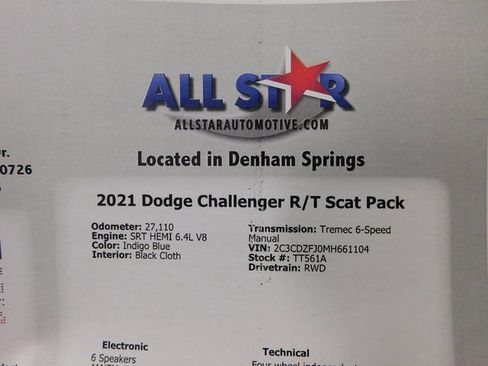 ALL STAR
ALLSTARAUTOMOTIVE.COM
Located in Denham Springs
0726
2021 Dodge Challenger R/T Scat Pack
Odometer: 27,110
Engine: SRT HEMI 6.4L V8
Color: Indigo Blue
Interior: Black Cloth
Transmission: Tremec 6-Speed
Manual
VIN: 2C3CDZFJ0MH661104
Stock #: TT561A
Drivetrain: RWD
Electronic
6 Speakers
Technical